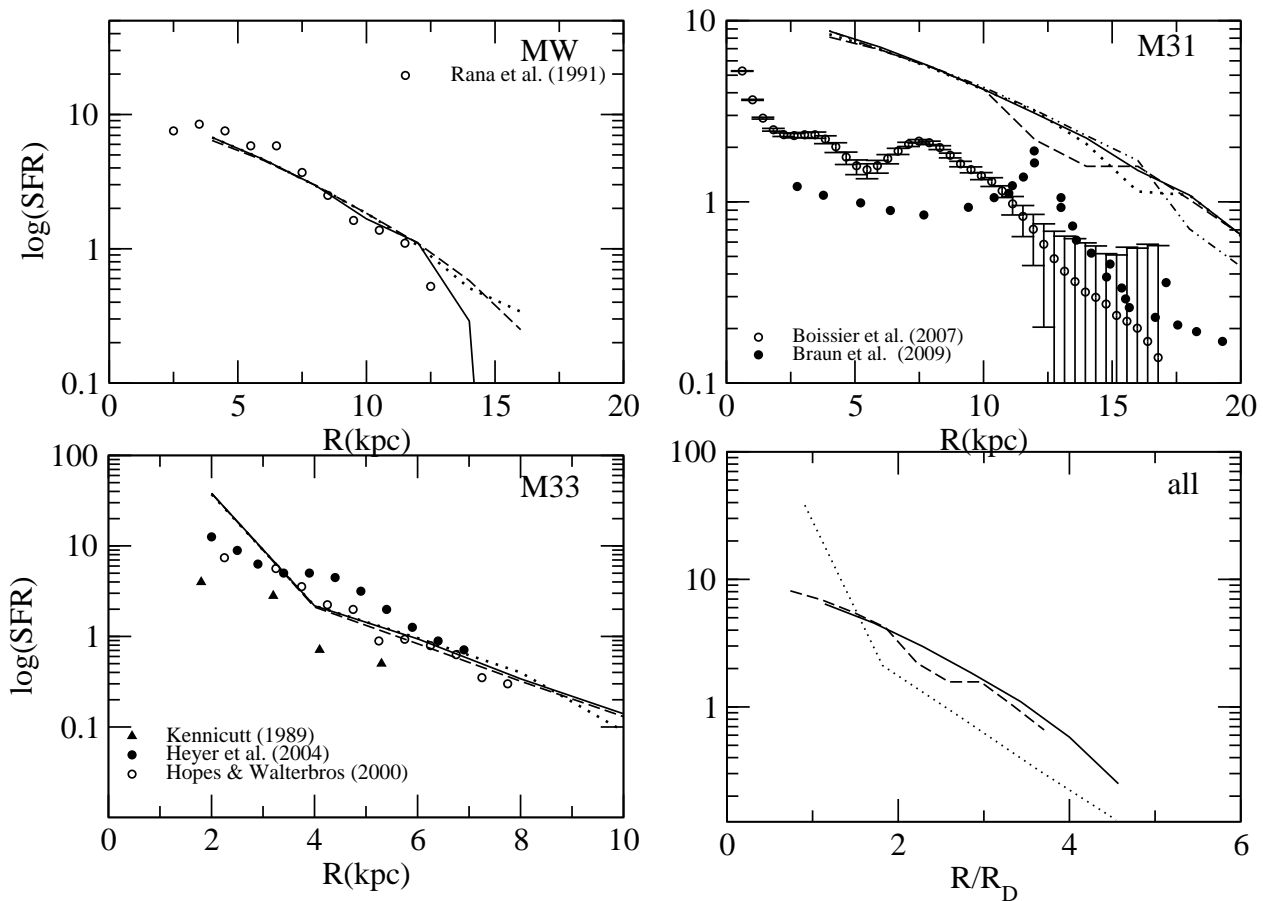 MW
Rana et al. (1991)
10
1
0.1
log(SFR)
0 5 10 15 20
R(kpc)
M31
10
1
0.1
Boissier et al. (2007)
Braun et al. (2009)
0 5 10 15 20
R(kpc)
M33
100
10
1
0.1
log(SFR)
Kennicutt (1989)
Heyer et al. (2004)
Hopes & Walterbros (2000)
0 2 4 6 8 10
R(kpc)
all
100
10
1
0 2 4 6
R/R_D